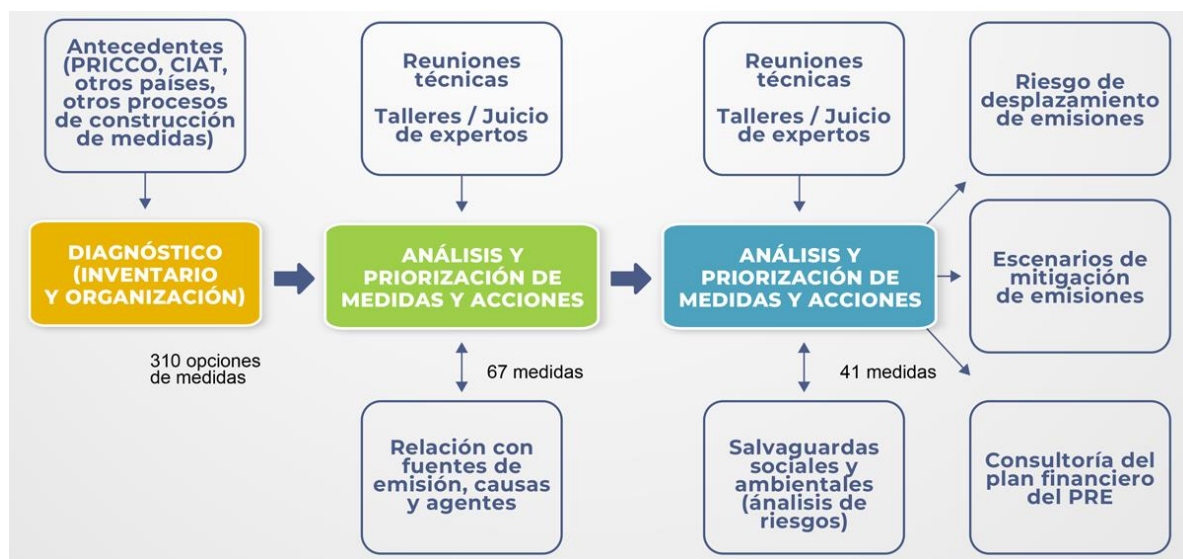 Antecedentes
(PRICCO, CIAT,
otros países,
otros procesos
de construcción
de medidas)
Reuniones
técnicas
Talleres / Juicio
de expertos
Reuniones
técnicas
Talleres / Juicio
de expertos
Riesgo de
desplazamiento
de emisiones
DIAGNÓSTICO
(INVENTARIO
Y ORGANIZACIÓN)
ANÁLISIS Y
PRIORIZACIÓN DE
MEDIDAS Y ACCIONES
ANÁLISIS Y
PRIORIZACIÓN DE
MEDIDAS Y ACCIONES
Escenarios de
mitigación
de emisiones
310 opciones
de medidas
67 medidas
41 medidas
Relación con
fuentes de
emisión, causas
y agentes
Salvaguardas
sociales y
ambientales
(ánalisis de
riesgos)
Consultoría del
plan financiero
del PRE